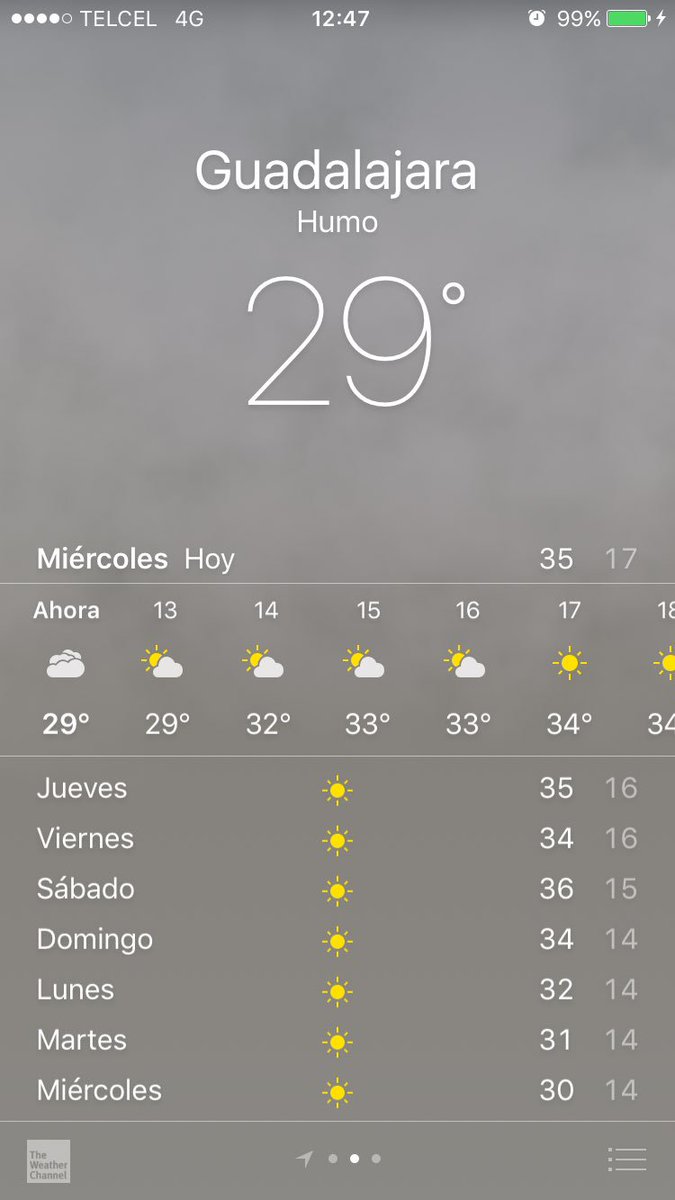 TELCEL 4G 12:47 99%
Guadalajara
Humo
29°
Miércoles Hoy 35 17
Ahora 13 14 15 16 17 18
29° 29° 32° 33° 33° 34° 34
Jueves 35 16
Viernes 34 16
Sábado 36 15
Domingo 34 14
Lunes 32 14
Martes 31 14
Miércoles 30 14
The
Weather
Channel